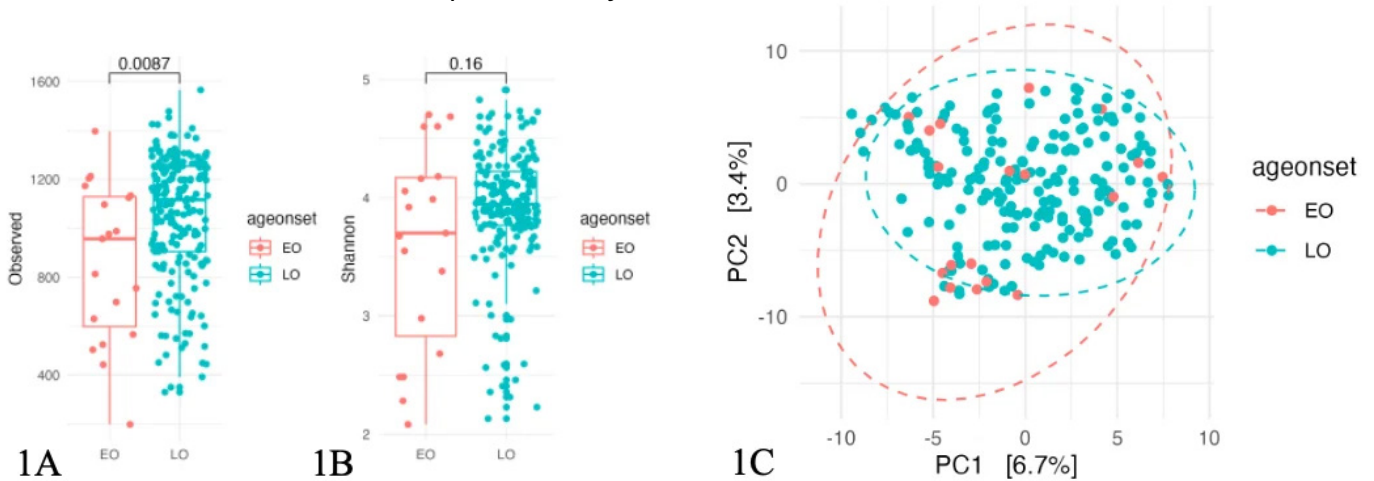 0.0087
1600
1200
800
400
Observed
EO
LO
ageonset
EO
LO
1A
0.16
5
4
3
2
Shannon
EO
LO
ageonset
EO
LO
1B
10
0
-10
PC2 [3.4%]
-10
-5
0
5
10
PC1 [6.7%]
ageonset
EO
LO
1C